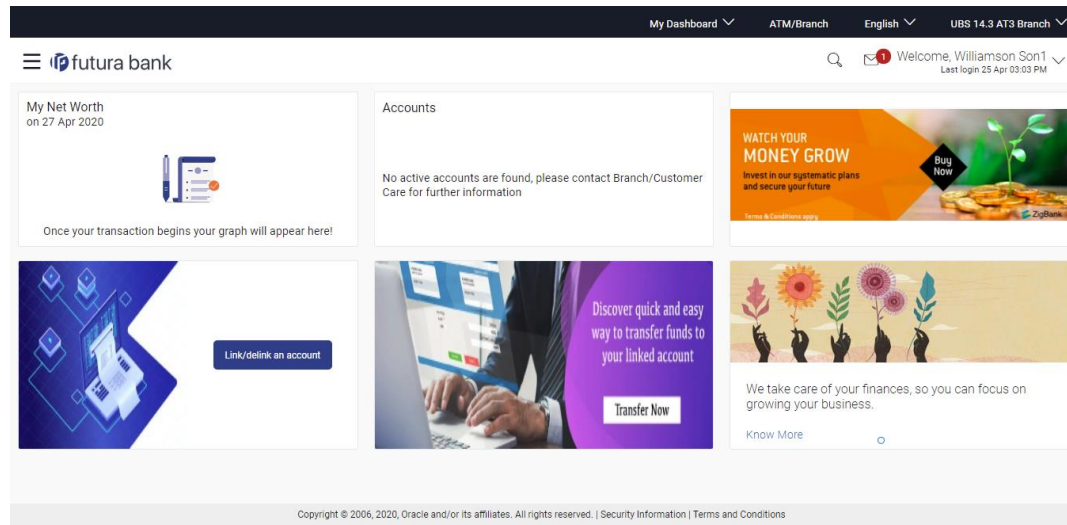 My Dashboard ATM/Branch English UBS 14.3 AT3 Branch
futura bank
1 Welcome, Williamson Son1
Last login 25 Apr 03:03 PM
My Net Worth
on 27 Apr 2020
Once your transaction begins your graph will appear here!
Accounts
No active accounts are found, please contact Branch/Customer
Care for further information
WATCH YOUR
MONEY GROW
Invest in our systematic plans
and secure your future
Terms & Conditions apply
Buy
Now
ZigBank
Link/delink an account
Discover quick and easy
way to transfer funds to
your linked account
Transfer Now
We take care of your finances, so you can focus on
growing your business.
Know More
Copyright © 2006, 2020, Oracle and/or its affiliates. All rights reserved. | Security Information | Terms and Conditions